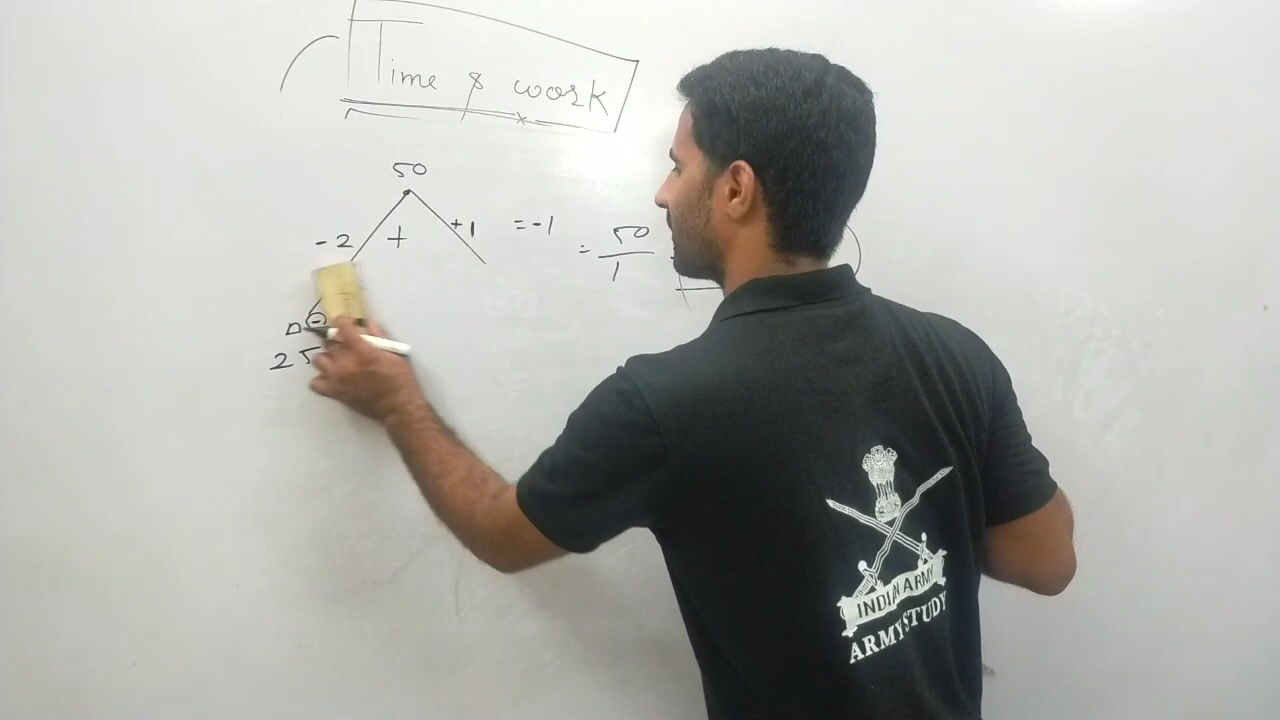 Time & work
50
-2 + +1 = -1
= 50
1
25
INDIAN ARMY
ARMY STUDY